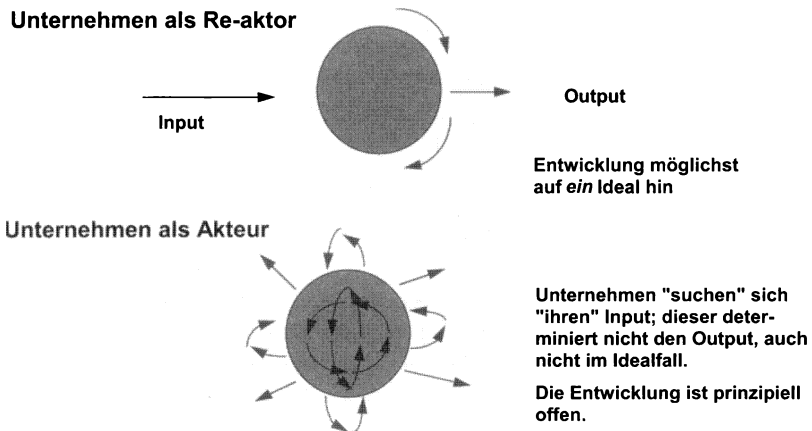 Unternehmen als Re-aktor
Input
Output
Entwicklung möglichst
auf ein Ideal hin
Unternehmen als Akteur
Unternehmen "suchen" sich
"ihren" Input; dieser deter-
miniert nicht den Output, auch
nicht im Idealfall.
Die Entwicklung ist prinzipiell
offen.